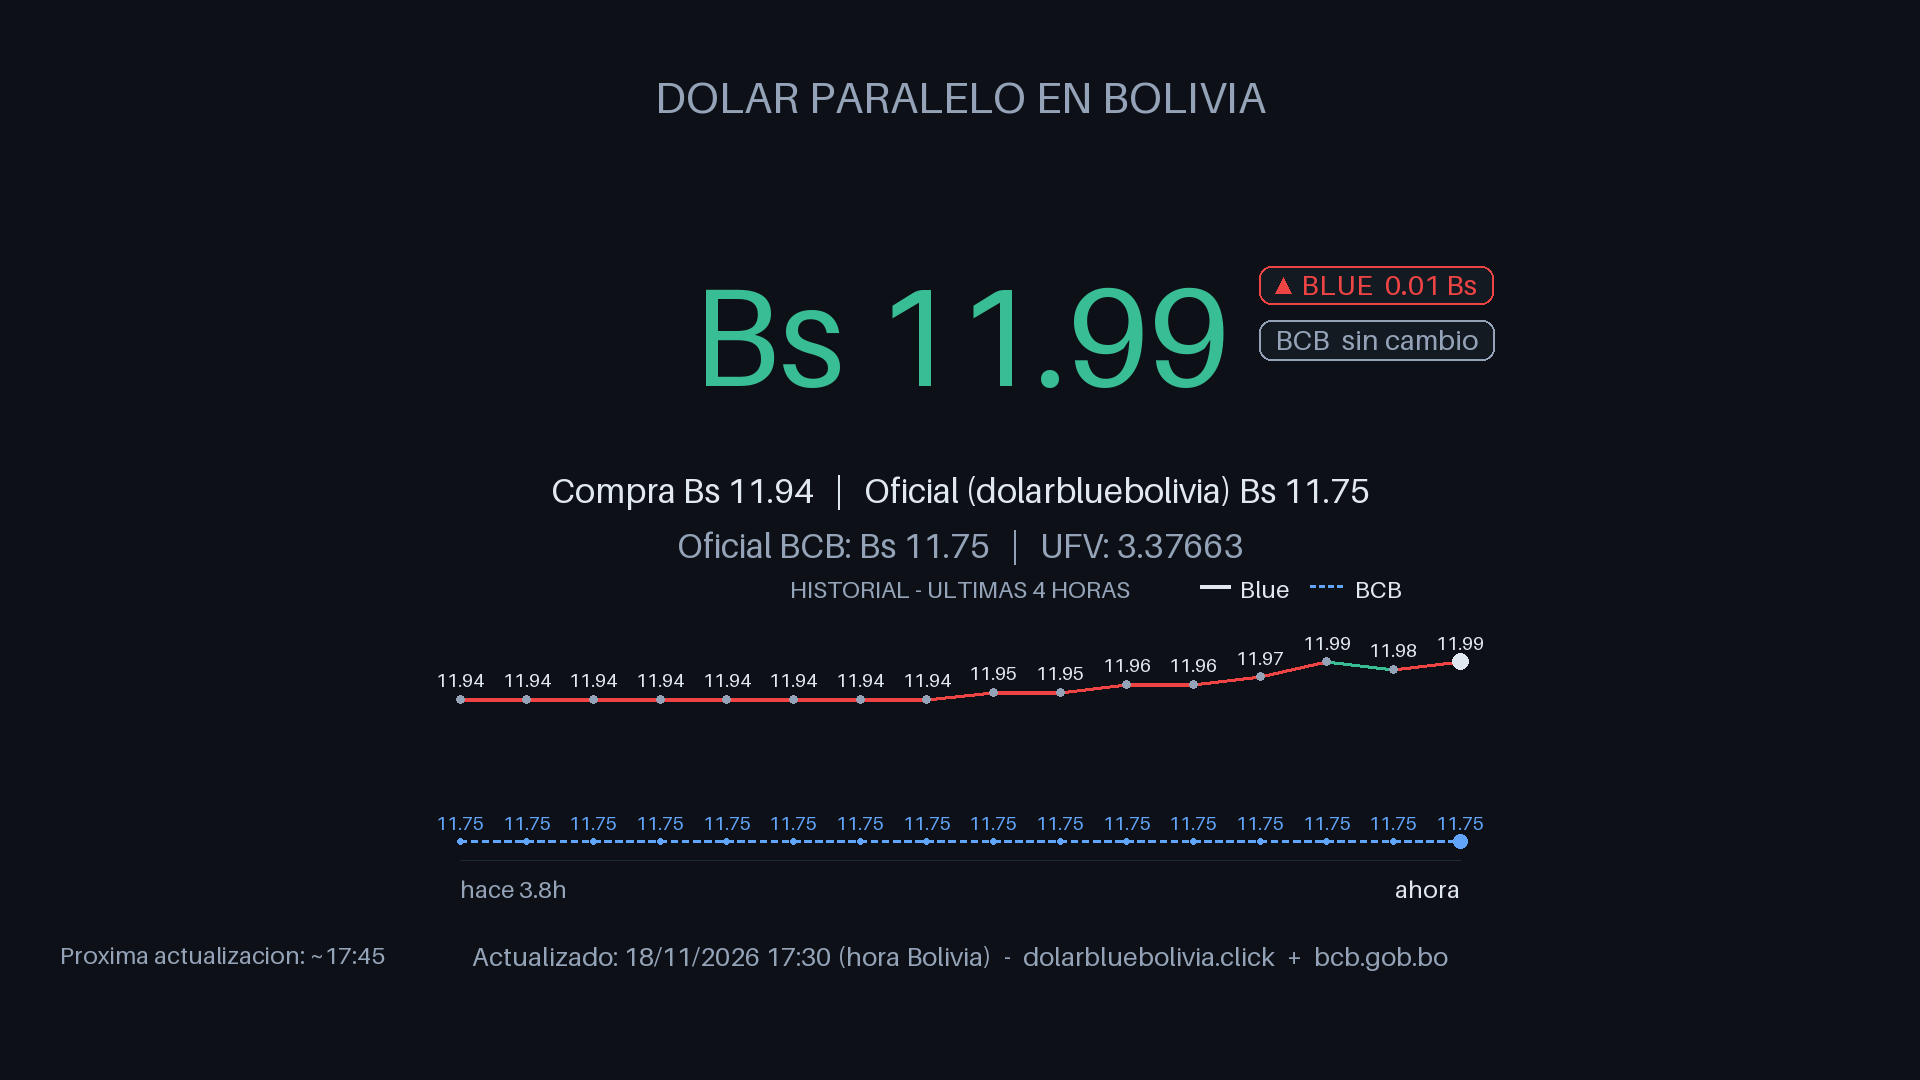 DOLAR PARALELO EN BOLIVIA
Bs 11.99
▲ BLUE 0.01 Bs
BCB sin cambio
Compra Bs 11.94 | Oficial (dolarbluebolivia) Bs 11.75
Oficial BCB: Bs 11.75 | UFV: 3.37663
HISTORIAL - ULTIMAS 4 HORAS Blue BCB
11.94 11.94 11.94 11.94 11.94 11.94 11.94 11.94 11.95 11.95 11.96 11.96 11.97 11.99 11.98 11.99
11.75 11.75 11.75 11.75 11.75 11.75 11.75 11.75 11.75 11.75 11.75 11.75 11.75 11.75 11.75 11.75
hace 3.8h ahora
Proxima actualizacion: ~17:45 Actualizado: 18/11/2026 17:30 (hora Bolivia) - dolarbluebolivia.click + bcb.gob.bo